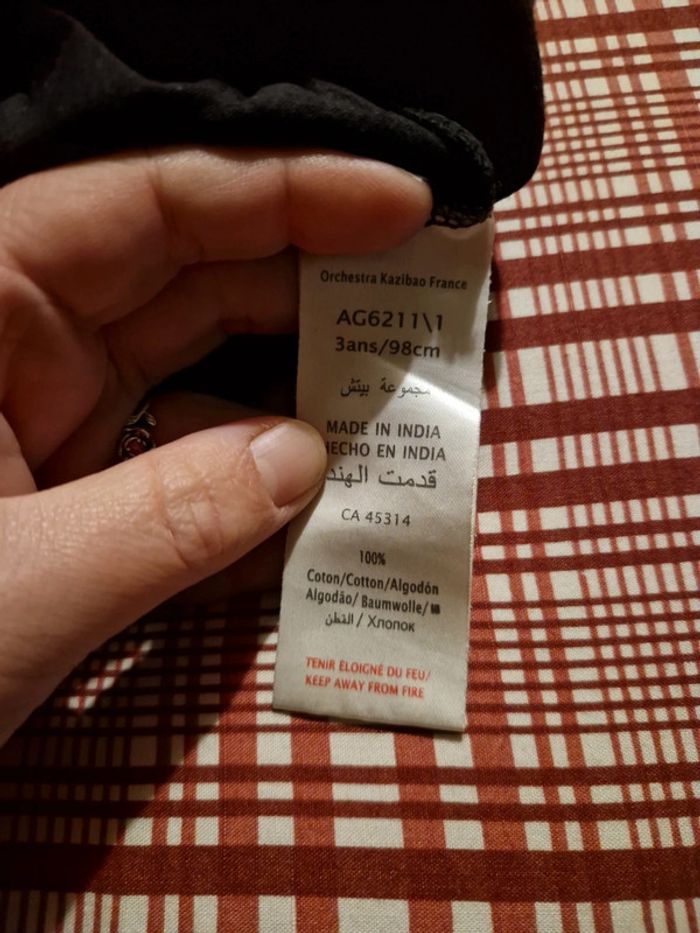 Orchestra Kazibao France
AG6211\1
3ans/98cm
مجموعة بيتش
MADE IN INDIA
HECHO EN INDIA
قدمت الهند
CA 45314
100%
Coton/Cotton/Algodón
Algodão/ Baumwolle/
القطن / Хлопок
TENIR ÉLOIGNÉ DU FEU/
KEEP AWAY FROM FIRE